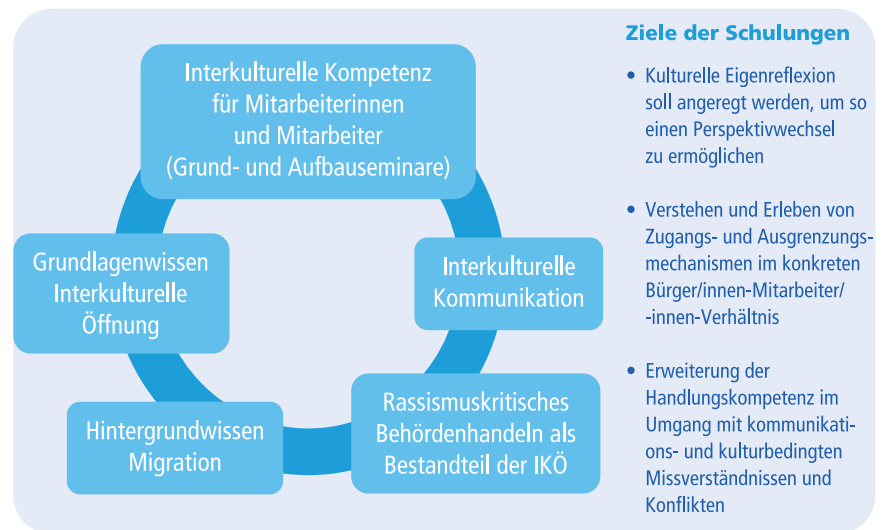 Interkulturelle Kompetenz
für Mitarbeiterinnen
und Mitarbeiter
(Grund- und Aufbauseminare)
Interkulturelle
Kommunikation
Rassismuskritisches
Behördenhandeln als
Bestandteil der IKÖ
Hintergrundwissen
Migration
Grundlagenwissen
Interkulturelle
Öffnung
Ziele der Schulungen
• Kulturelle Eigenreflexion
soll angeregt werden, um so
einen Perspektivwechsel
zu ermöglichen
• Verstehen und Erleben von
Zugangs- und Ausgrenzungs-
mechanismen im konkreten
Bürger/innen-Mitarbeiter/
-innen-Verhältnis
• Erweiterung der
Handlungskompetenz im
Umgang mit kommunikati-
ons- und kulturbedingten
Missverständnissen und
Konflikten